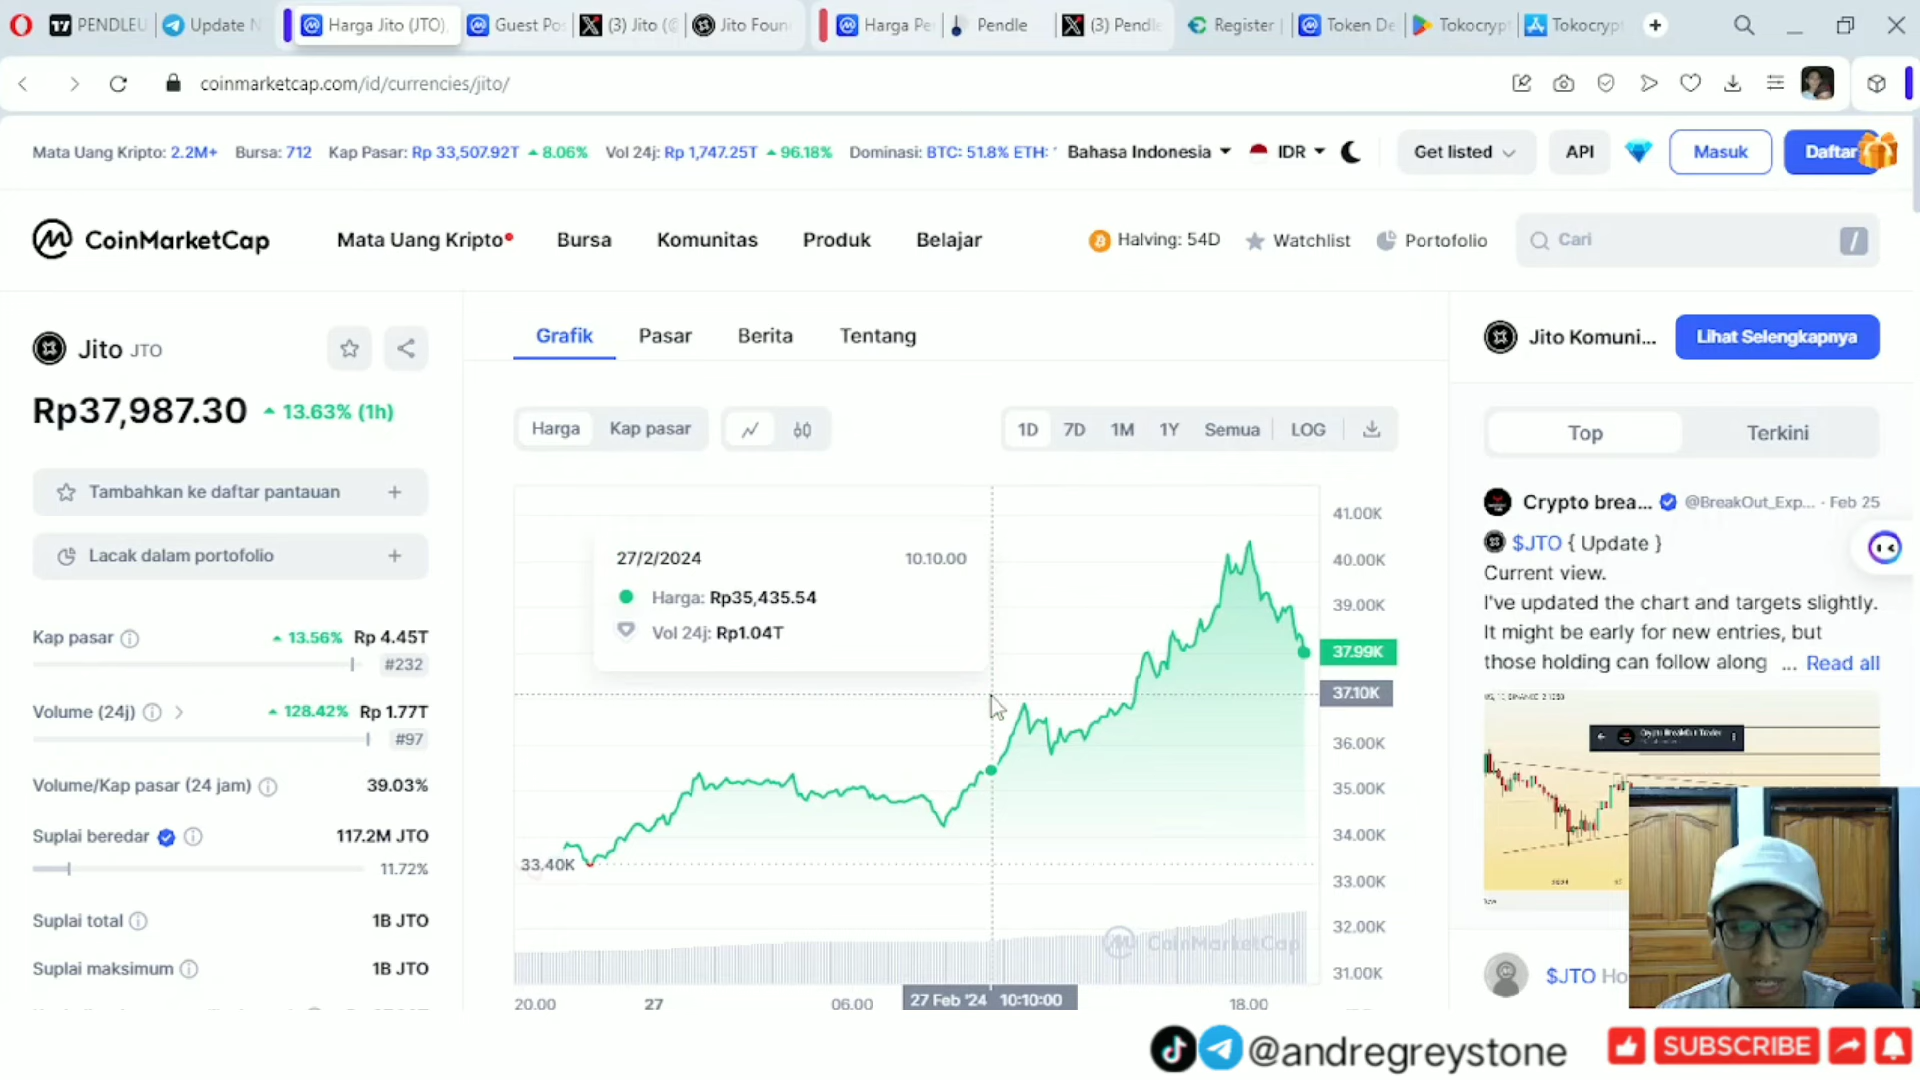 PENDLEU
Update N
Harga Jito (JTO),
Guest Pos
(3) Jito (@
Jito Foun
Harga Pe
Pendle
(3) Pendle
Register
Token De
Tokocryp
Tokocryp
coinmarketcap.com/id/currencies/jito/
Mata Uang Kripto: 2.2M+ Bursa: 712 Kap Pasar: Rp 33,507.92T 8.06% Vol 24j: Rp 1,747.25T 96.18% Dominasi: BTC: 51.8% ETH:
Bahasa Indonesia
IDR
Get listed
API
Masuk
Daftar
CoinMarketCap
Mata Uang Kripto
Bursa
Komunitas
Produk
Belajar
Halving: 54D
Watchlist
Portofolio
Cari
/
Jito JTO
Rp37,987.30 13.63% (1h)
Tambahkan ke daftar pantauan +
Lacak dalam portofolio +
Kap pasar 13.56% Rp 4.45T
#232
Volume (24j) 128.42% Rp 1.77T
#97
Volume/Kap pasar (24 jam) 39.03%
Suplai beredar 117.2M JTO
11.72%
Suplai total 1B JTO
Suplai maksimum 1B JTO
Grafik
Pasar
Berita
Tentang
Harga
Kap pasar
1D
7D
1M
1Y
Semua
LOG
27/2/2024 10.10.00
Harga: Rp35,435.54
Vol 24j: Rp1.04T
41.00K
40.00K
39.00K
37.99K
37.10K
36.00K
35.00K
34.00K
33.00K
32.00K
31.00K
33.40K
CoinMarketCap
20.00
27
06.00
27 Feb '24 10:10:00
18.00
Jito Komuni...
Lihat Selengkapnya
Top
Terkini
Crypto brea... @BreakOut_Exp... · Feb 25
$JTO { Update }
Current view.
I've updated the chart and targets slightly.
It might be early for new entries, but
those holding can follow along ... Read all
Crypto BreakOut Trader
$JTO Ho
@andregreystone
SUBSCRIBE